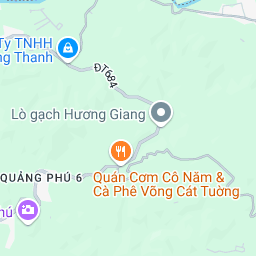 Ty TNHH
ng Thanh
ĐT684
Lò gạch Hương Giang
QUẢNG PHÚ 6
Quán Cơm Cô Năm &
Cà Phê Võng Cát Tường
hú